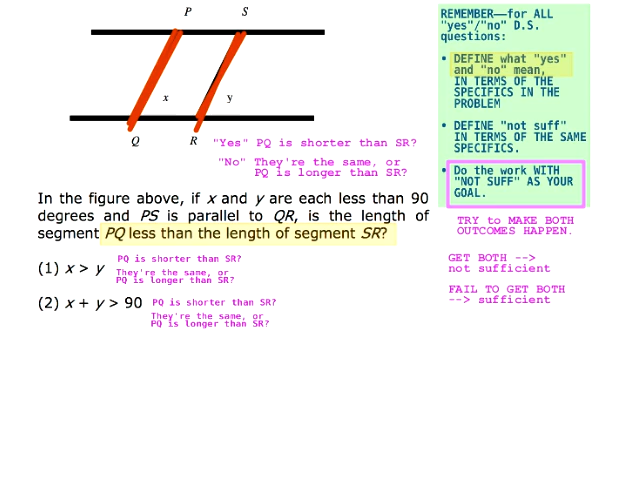 P S
x y
Q R
"Yes" PQ is shorter than SR?
"No" They're the same, or
PQ is longer than SR?
In the figure above, if x and y are each less than 90
degrees and PS is parallel to QR, is the length of
segment PQ less than the length of segment SR?
(1) x > y
PQ is shorter than SR?
They're the same, or
PQ is longer than SR?
(2) x + y > 90
PQ is shorter than SR?
They're the same, or
PQ is longer than SR?
REMEMBER—for ALL
"yes"/"no" D.S.
questions:
• DEFINE what "yes"
and "no" mean,
IN TERMS OF THE
SPECIFICS IN THE
PROBLEM
• DEFINE "not suff"
IN TERMS OF THE SAME
SPECIFICS.
• Do the work WITH
"NOT SUFF" AS YOUR
GOAL.
TRY to MAKE BOTH
OUTCOMES HAPPEN.
GET BOTH -->
not sufficient
FAIL TO GET BOTH
--> sufficient